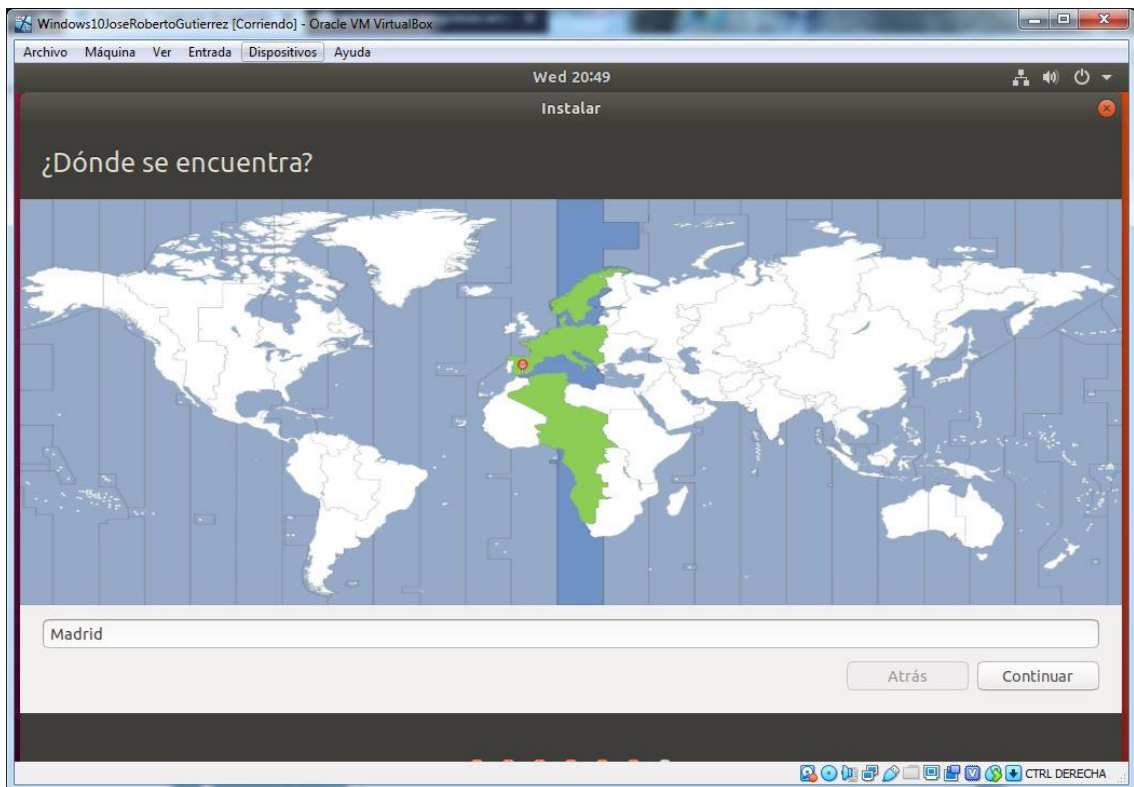 Windows10JoseRobertoGutierrez [Corriendo] - Oracle VM VirtualBox
Archivo Máquina Ver Entrada Dispositivos Ayuda
Wed 20:49
Instalar
¿Dónde se encuentra?
Madrid
Atrás Continuar
CTRL DERECHA